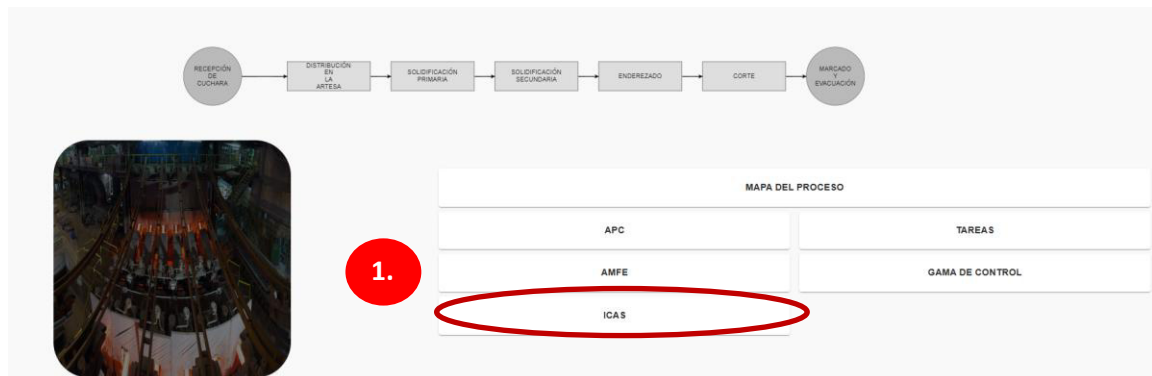 RECEPCIÓN
DE
CUCHARA
DISTRIBUCIÓN
EN
LA
ARTESA
SOLIDIFICACIÓN
PRIMARIA
SOLIDIFICACIÓN
SECUNDARIA
ENDEREZADO
CORTE
MARCADO
Y
EVACUACIÓN
MAPA DEL PROCESO
APC
TAREAS
1.
AMFE
GAMA DE CONTROL
ICAS